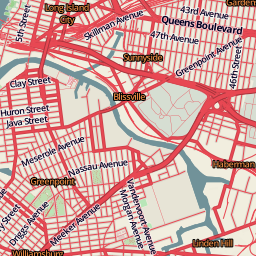 Garden
Long Island
City
5th Street
Skillman Avenue
43rd Avenue
Queens Boulevard
47th Avenue
Sunnyside
Greenpoint Avenue
46th Street
Clay Street
Blissville
Huron Street
Java Street
Meserole Avenue
Haberman
Nassau Avenue
Greenpoint
Vandervoort Avenue
Morgan Avenue
Meeker Avenue
Driggs Avenue
Street
Linden Hill
Williamsburg